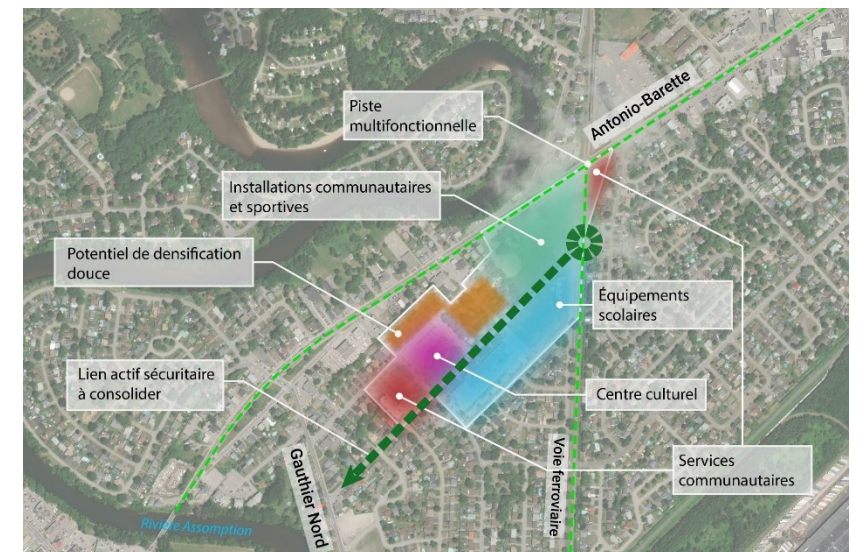 Piste
multifonctionnelle
Antonio-Barette
Installations communautaires
et sportives
Potentiel de densification
douce
Équipements
scolaires
Lien actif sécuritaire
à consolider
Centre culturel
Gauthier Nord
Voie ferroviaire
Services
communautaires
Rivière Assomption